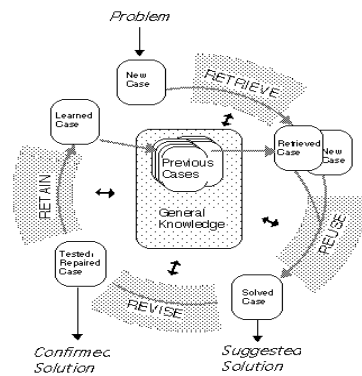 Problem
New
Case
RETRIEVE
Learned
Case
Retrieved
Case
New
Case
Previous
Cases
General
Knowledge
RETAIN
REUSE
Tested/
Repaired
Case
REVISE
Solved
Case
Confirmed
Solution
Suggested
Solution